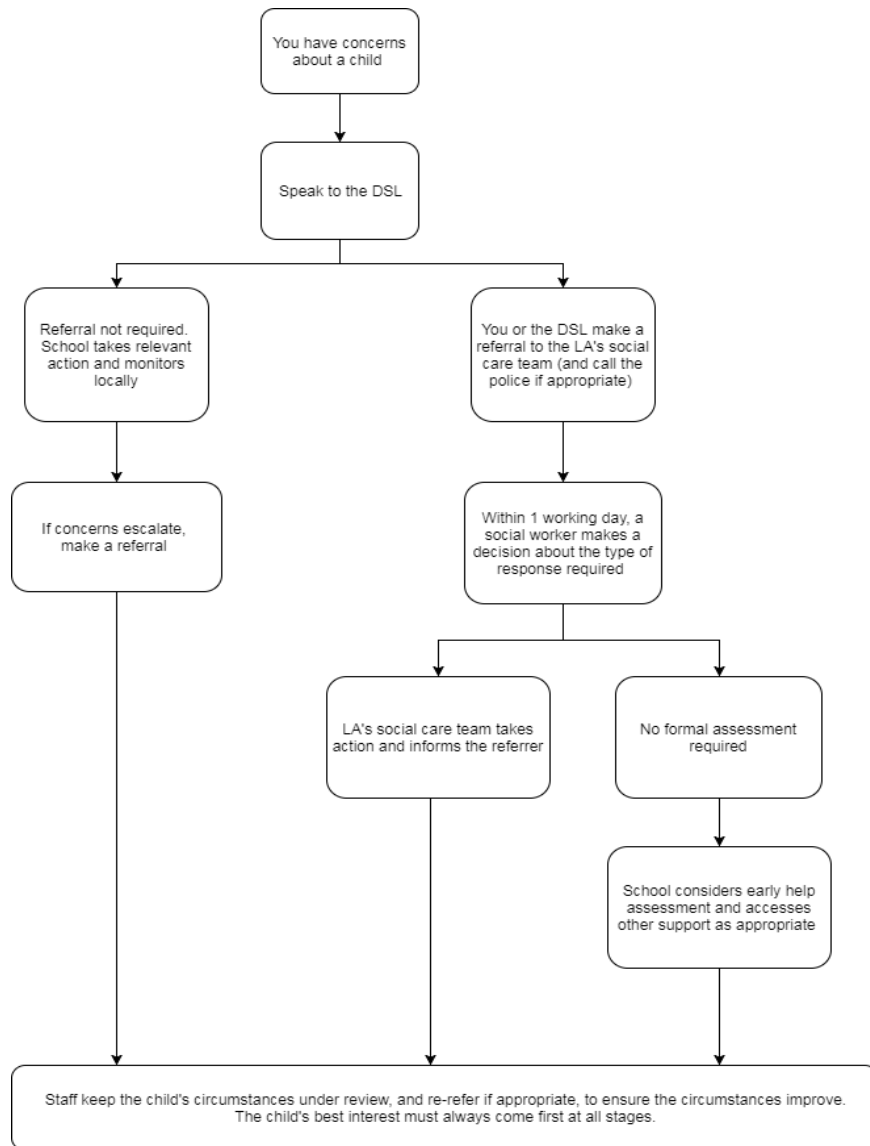 You have concerns
about a child
Speak to the DSL
Referral not required.
School takes relevant
action and monitors
locally
You or the DSL make a
referral to the LA's social
care team (and call the
police if appropriate)
If concerns escalate,
make a referral
Within 1 working day, a
social worker makes a
decision about the type of
response required
LA's social care team takes
action and informs the referrer
No formal assessment
required
School considers early help
assessment and accesses
other support as appropriate
Staff keep the child's circumstances under review, and re-refer if appropriate, to ensure the circumstances improve.
The child's best interest must always come first at all stages.